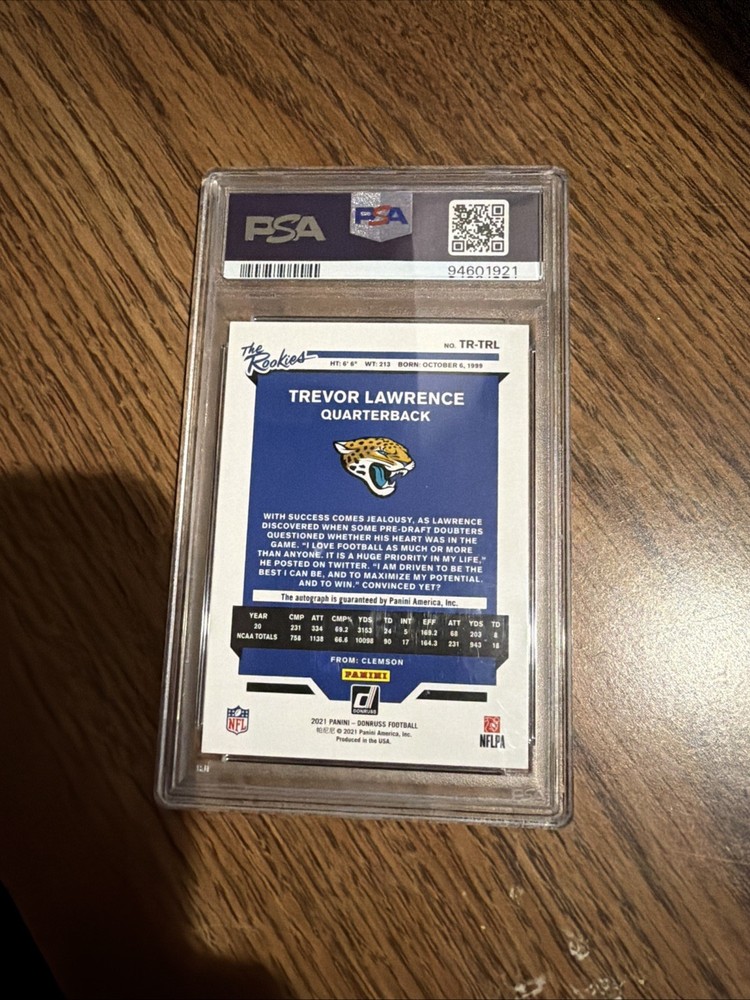 PSA
PSA
94601921
The Rookies
NO. TR-TRL
HT: 6' 6" WT: 213 BORN: OCTOBER 6, 1999
TREVOR LAWRENCE
QUARTERBACK
WITH SUCCESS COMES JEALOUSY, AS LAWRENCE
DISCOVERED WHEN SOME PRE-DRAFT DOUBTERS
QUESTIONED WHETHER HIS HEART WAS IN THE
GAME. "I LOVE FOOTBALL AS MUCH OR MORE
THAN ANYONE. IT IS A HUGE PRIORITY IN MY LIFE,"
HE POSTED ON TWITTER. "I AM DRIVEN TO BE THE
BEST I CAN BE, AND TO MAXIMIZE MY POTENTIAL,
AND TO WIN." CONVINCED YET?
The autograph is guaranteed by Panini America, Inc.
YEAR CMP ATT CMP% YDS TD INT EFF ATT YDS TD
20 231 334 69.2 3153 24 5 169.2 68 203 8
NCAA TOTALS 758 1138 66.6 10098 90 17 164.3 231 943 18
FROM: CLEMSON
PANINI
d
DONRUSS
2021 PANINI – DONRUSS FOOTBALL
帕尼尼 © 2021 Panini America, Inc.
Produced in the USA.
NFL
NFLPA